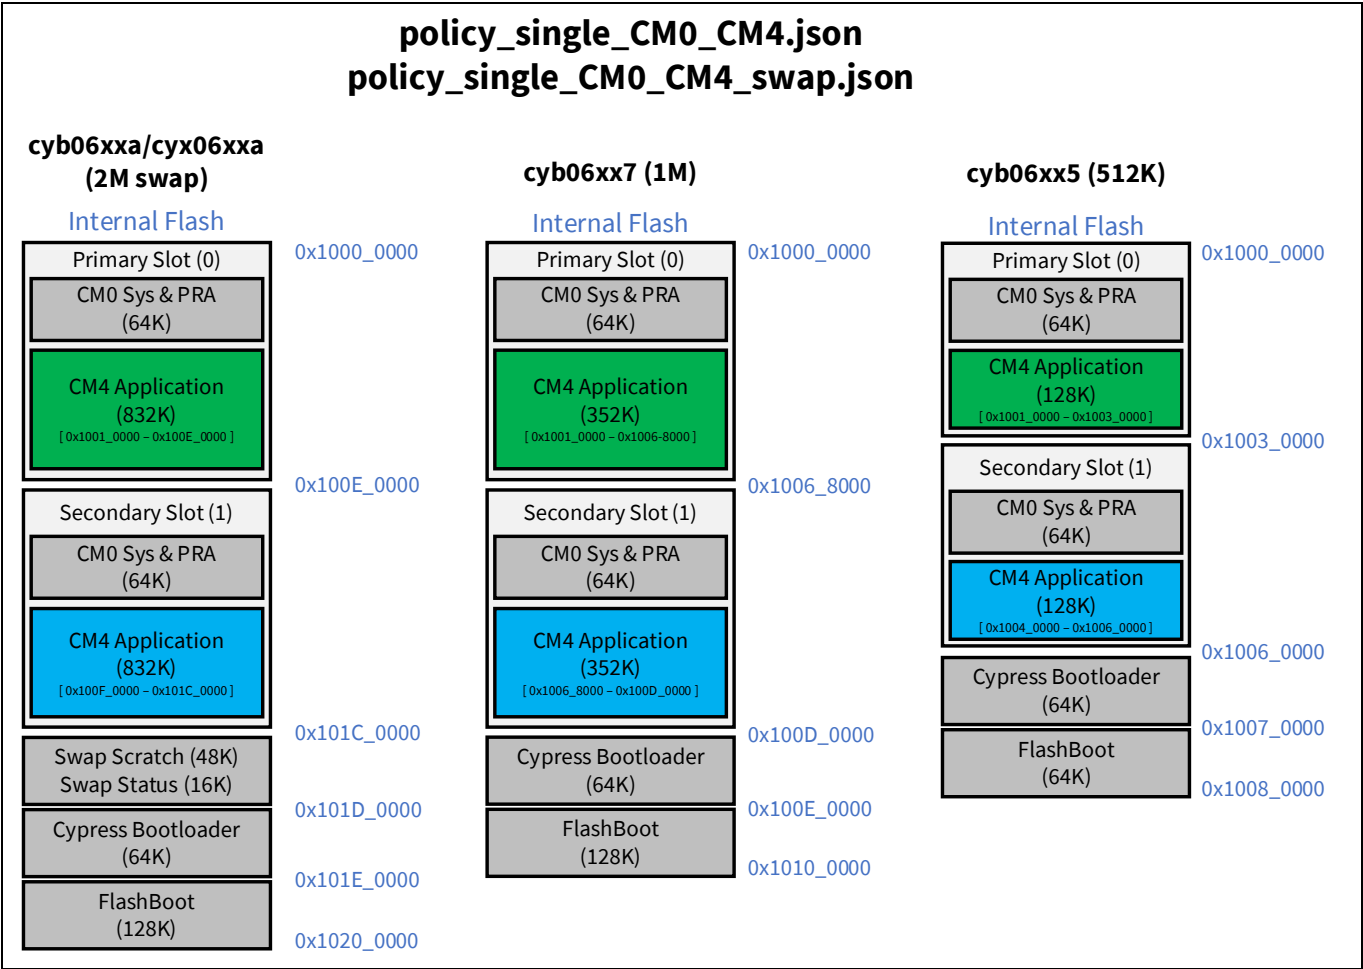 policy_single_CM0_CM4.json
policy_single_CM0_CM4_swap.json
cyb06xxa/cyx06xxa
(2M swap)
Internal Flash
Primary Slot (0)
CM0 Sys & PRA
(64K)
CM4 Application
(832K)
[ 0x1001_0000 – 0x100E_0000 ]
Secondary Slot (1)
CM0 Sys & PRA
(64K)
CM4 Application
(832K)
[ 0x100F_0000 – 0x101C_0000 ]
Swap Scratch (48K)
Swap Status (16K)
Cypress Bootloader
(64K)
FlashBoot
(128K)
0x1000_0000
0x100E_0000
0x101C_0000
0x101D_0000
0x101E_0000
0x1020_0000
cyb06xx7 (1M)
Internal Flash
Primary Slot (0)
CM0 Sys & PRA
(64K)
CM4 Application
(352K)
[ 0x1001_0000 – 0x1006-8000 ]
Secondary Slot (1)
CM0 Sys & PRA
(64K)
CM4 Application
(352K)
[ 0x1006_8000 – 0x100D_0000 ]
Cypress Bootloader
(64K)
FlashBoot
(128K)
0x1000_0000
0x1006_8000
0x100D_0000
0x100E_0000
0x1010_0000
cyb06xx5 (512K)
Internal Flash
Primary Slot (0)
CM0 Sys & PRA
(64K)
CM4 Application
(128K)
[ 0x1001_0000 – 0x1003_0000 ]
Secondary Slot (1)
CM0 Sys & PRA
(64K)
CM4 Application
(128K)
[ 0x1004_0000 – 0x1006_0000 ]
Cypress Bootloader
(64K)
FlashBoot
(64K)
0x1000_0000
0x1003_0000
0x1006_0000
0x1007_0000
0x1008_0000